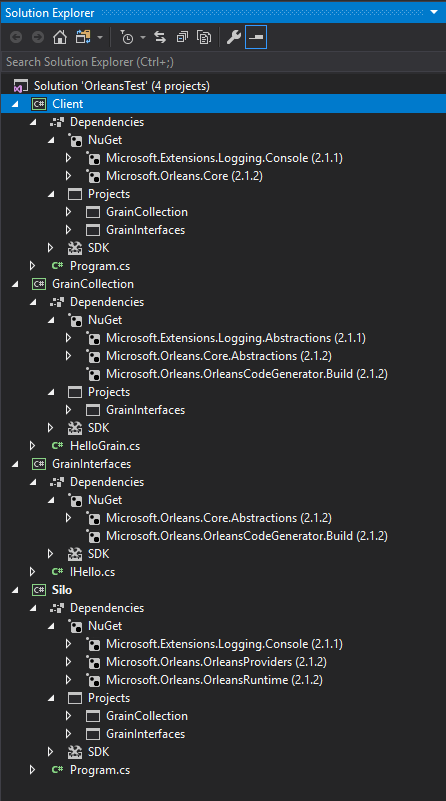 Solution Explorer
Search Solution Explorer (Ctrl+;)
Solution 'OrleansTest' (4 projects)
C# Client
Dependencies
NuGet
Microsoft.Extensions.Logging.Console (2.1.1)
Microsoft.Orleans.Core (2.1.2)
Projects
GrainCollection
GrainInterfaces
SDK
C# Program.cs
C# GrainCollection
Dependencies
NuGet
Microsoft.Extensions.Logging.Abstractions (2.1.1)
Microsoft.Orleans.Core.Abstractions (2.1.2)
Microsoft.Orleans.OrleansCodeGenerator.Build (2.1.2)
Projects
GrainInterfaces
SDK
C# HelloGrain.cs
C# GrainInterfaces
Dependencies
NuGet
Microsoft.Orleans.Core.Abstractions (2.1.2)
Microsoft.Orleans.OrleansCodeGenerator.Build (2.1.2)
SDK
C# IHello.cs
C# Silo
Dependencies
NuGet
Microsoft.Extensions.Logging.Console (2.1.1)
Microsoft.Orleans.OrleansProviders (2.1.2)
Microsoft.Orleans.OrleansRuntime (2.1.2)
Projects
GrainCollection
GrainInterfaces
SDK
C# Program.cs